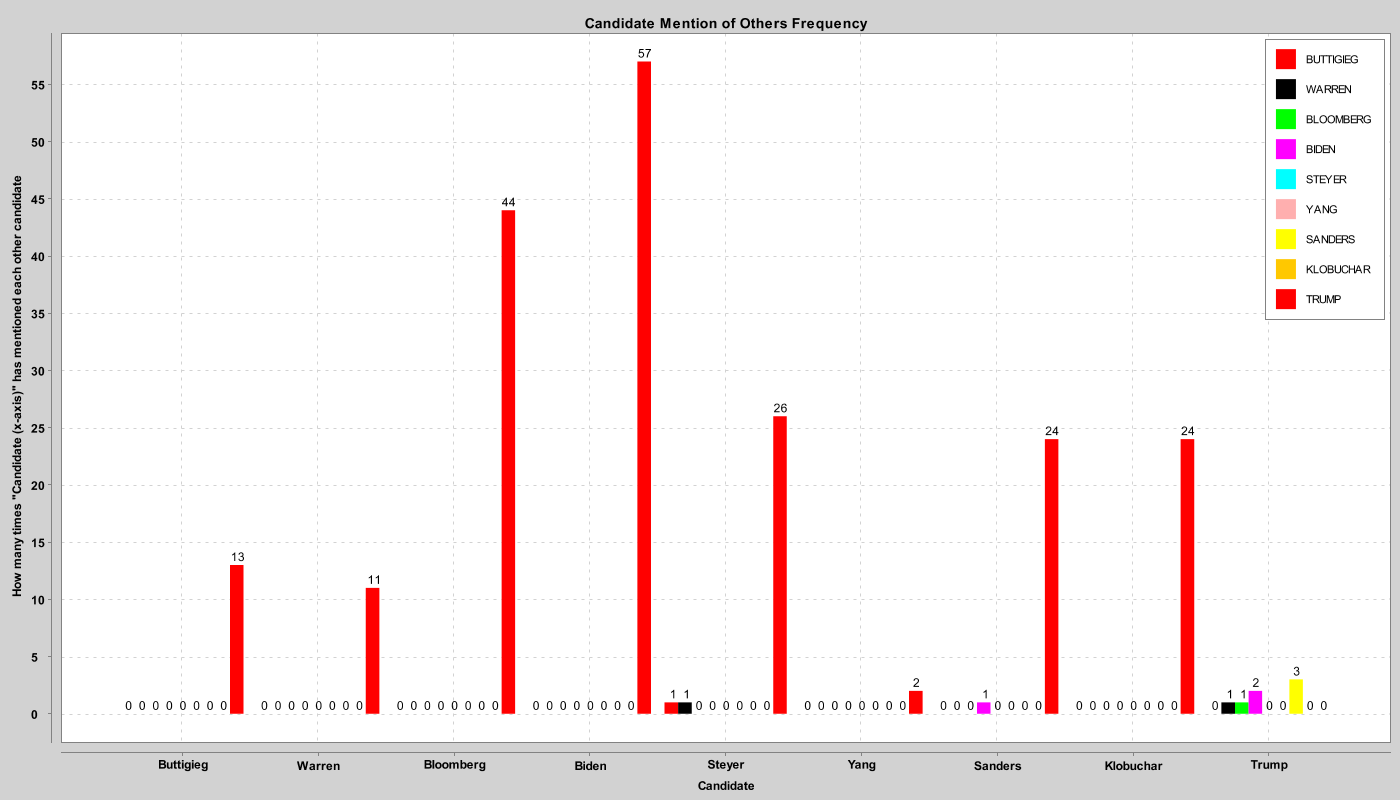 Candidate Mention of Others Frequency
How many times "Candidate (x-axis)" has mentioned each other candidate
55
50
45
40
35
30
25
20
15
10
5
0
0 0 0 0 0 0 0 0 13
0 0 0 0 0 0 0 0 11
0 0 0 0 0 0 0 0 44
0 0 0 0 0 0 0 0 57
1 1 0 0 0 0 0 0 26
0 0 0 0 0 0 0 0 2
0 0 0 1 0 0 0 0 24
0 0 0 0 0 0 0 0 24
0 1 1 2 0 0 3 0 0
BUTTIGIEG
WARREN
BLOOMBERG
BIDEN
STEYER
YANG
SANDERS
KLOBUCHAR
TRUMP
Buttigieg Warren Bloomberg Biden Steyer Yang Sanders Klobuchar Trump
Candidate